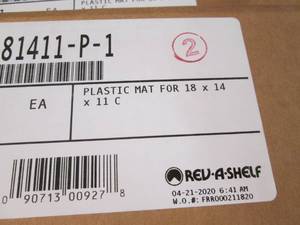 PLASTIC MAT FOR
81411-P-1
2
EA
PLASTIC MAT FOR 18 x 14
x 11 C
0 90713 00927 8
REV-A-SHELF
04-21-2020 6:41 AM
W.O.#: FRR000211820